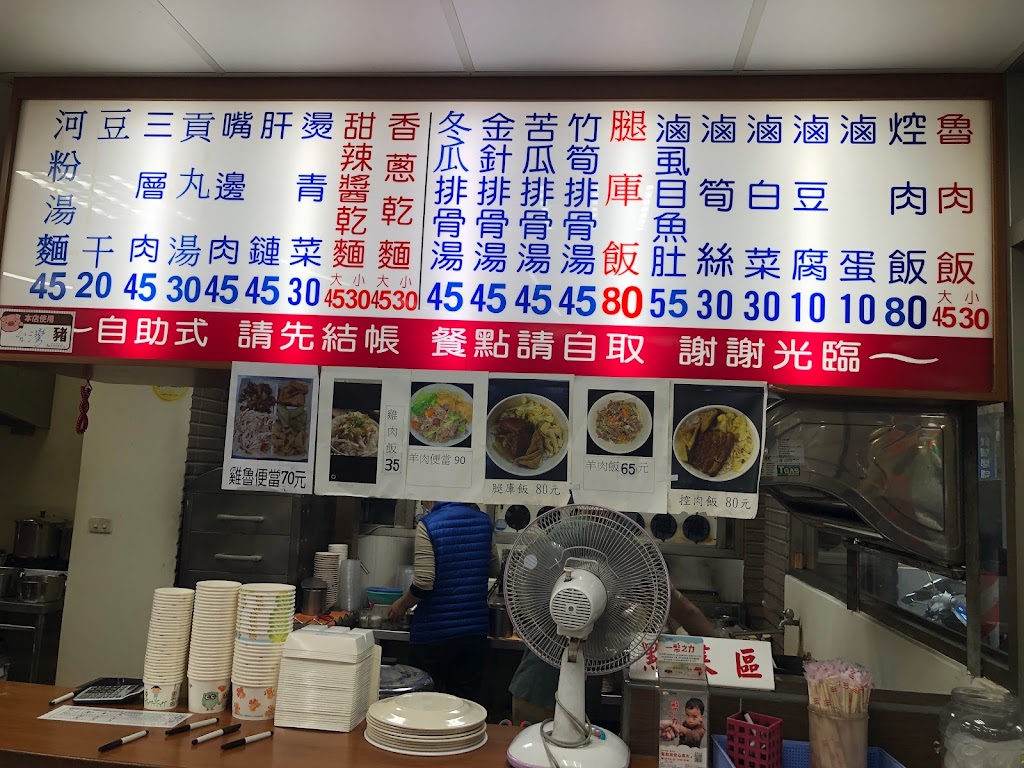 魯肉飯 大45 小30
焢肉飯 80
滷蛋 10
滷豆腐 10
滷白菜 30
滷筍絲 30
滷虱目魚肚 55
腿庫飯 80
竹筍排骨湯 45
苦瓜排骨湯 45
金針排骨湯 45
冬瓜排骨湯 45
香蔥乾麵 大45 小30
甜辣醬乾麵 大45 小30
燙青菜 30
肝鏈 45
嘴邊肉 45
貢丸湯 30
三層肉 45
豆干 20
河粉湯麵 45
本店使用
豬
~自助式 請先結帳 餐點請自取 謝謝光臨~
雞魯便當70元
雞肉飯 35
羊肉便當 90
腿庫飯 80元
羊肉飯 65元
控肉飯 80元
菜區